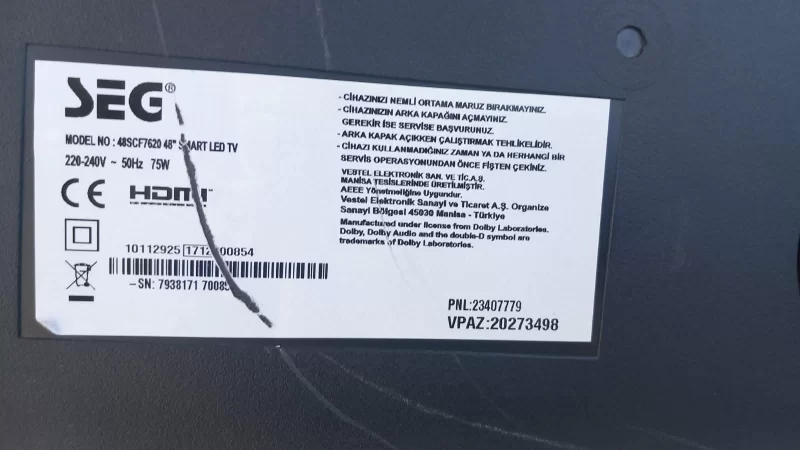 SEG®
MODEL NO : 48SCF7620 48" SMART LED TV
220-240V ~ 50Hz 75W
CE HDMI
10112925 1712 00854
–SN: 7938171
- CİHAZINIZI NEMLİ ORTAMA MARUZ BIRAKMAYINIZ.
- CİHAZINIZIN ARKA KAPAĞINI AÇMAYINIZ.
GEREKİR İSE SERVİSE BAŞVURUNUZ.
- ARKA KAPAK AÇIKKEN ÇALIŞTIRMAK TEHLİKELİDİR.
- CİHAZI KULLANMADIĞINIZ ZAMAN YA DA HERHANGİ BİR
SERVİS OPERASYONUNDAN ÖNCE FİŞTEN ÇEKİNİZ.
VESTEL ELEKTRONİK SAN. VE TİC.A.Ş.
MANİSA TESİSLERİNDE ÜRETİLMİŞTİR.
AEEE Yönetmeliğine Uygundur.
Vestel Elektronik Sanayi ve Ticaret A.Ş. Organize
Sanayi Bölgesi 45030 Manisa - Türkiye
Manufactured under license from Dolby Laboratories.
Dolby, Dolby Audio and the double-D symbol are
trademarks of Dolby Laboratories.
PNL:23407779
VPAZ:20273498